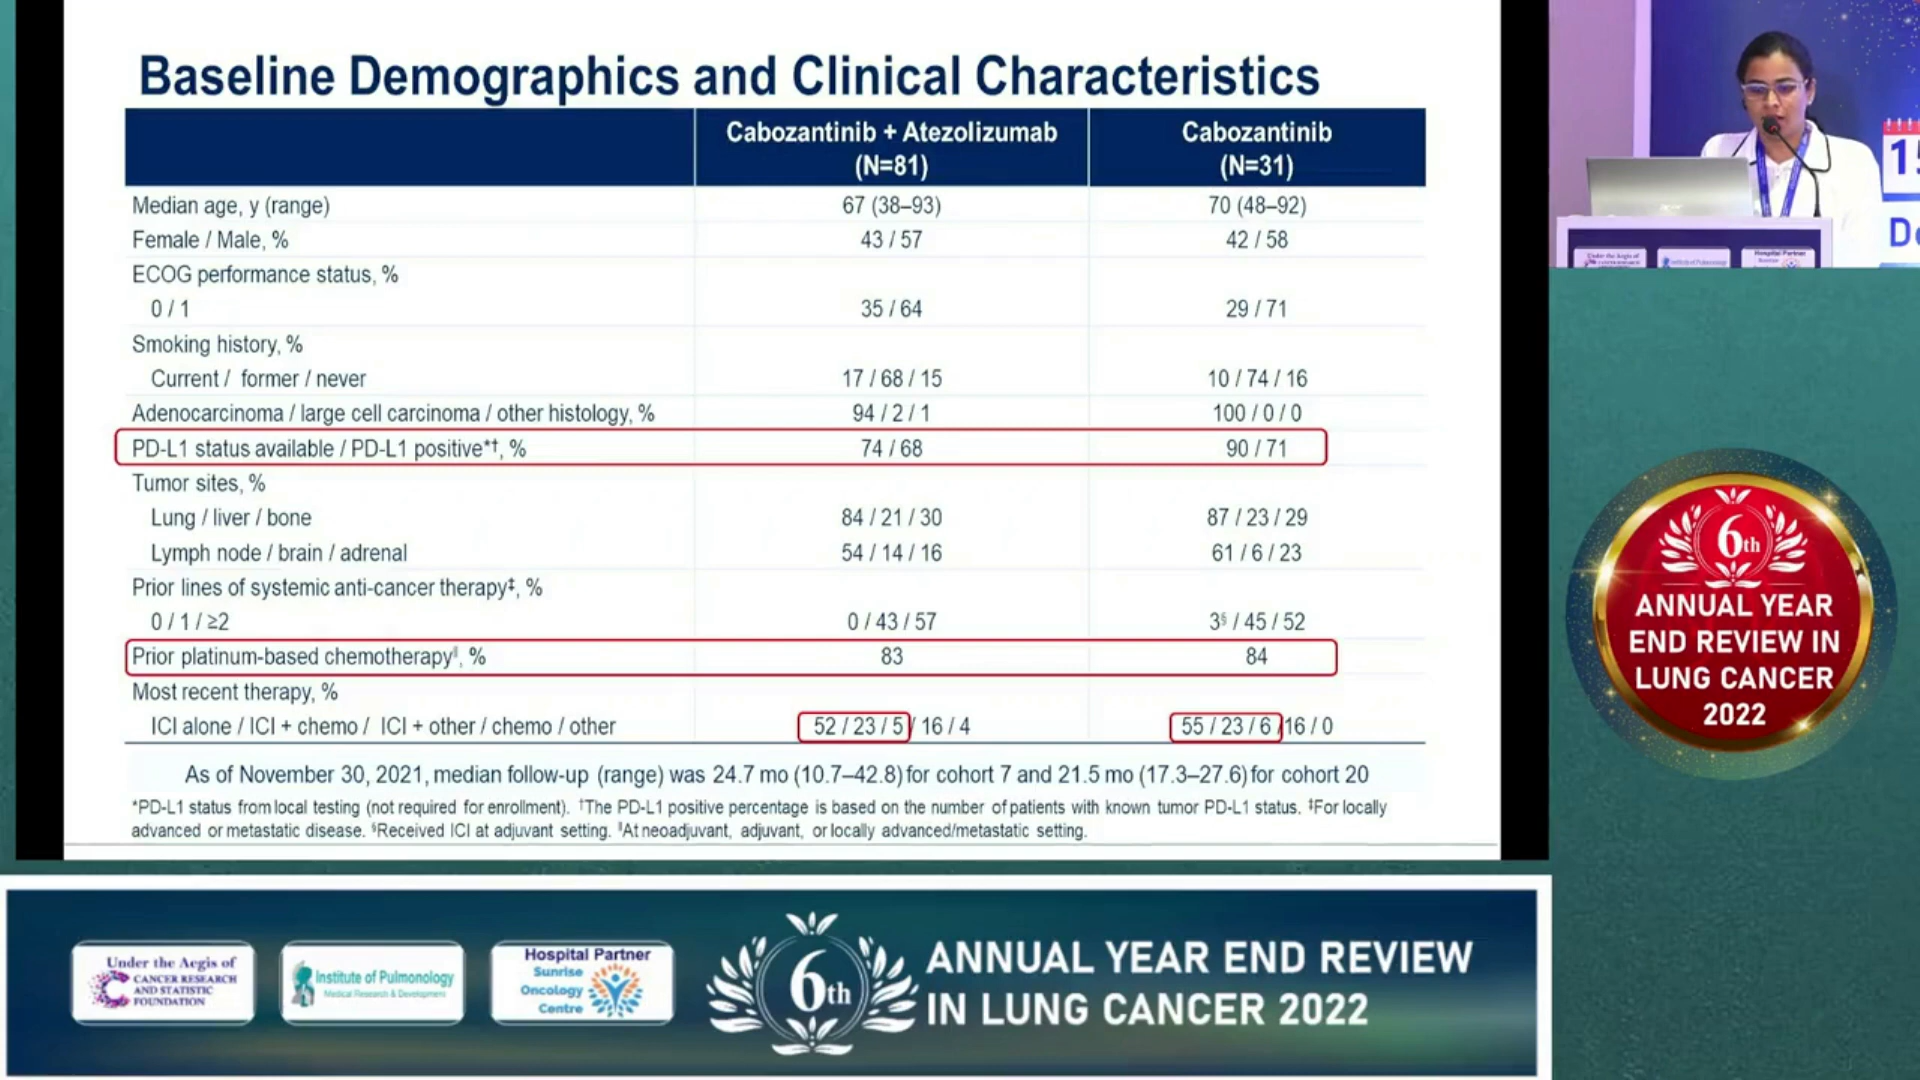 Baseline Demographics and Clinical Characteristics
Cabozantinib + Atezolizumab (N=81) Cabozantinib (N=31)
Median age, y (range) 67 (38–93) 70 (48–92)
Female / Male, % 43 / 57 42 / 58
ECOG performance status, %
0 / 1 35 / 64 29 / 71
Smoking history, %
Current / former / never 17 / 68 / 15 10 / 74 / 16
Adenocarcinoma / large cell carcinoma / other histology, % 94 / 2 / 1 100 / 0 / 0
PD-L1 status available / PD-L1 positive*†, % 74 / 68 90 / 71
Tumor sites, %
Lung / liver / bone 84 / 21 / 30 87 / 23 / 29
Lymph node / brain / adrenal 54 / 14 / 16 61 / 6 / 23
Prior lines of systemic anti-cancer therapy‡, %
0 / 1 / ≥2 0 / 43 / 57 3§ / 45 / 52
Prior platinum-based chemotherapy‖, % 83 84
Most recent therapy, %
ICI alone / ICI + chemo / ICI + other / chemo / other 52 / 23 / 5 / 16 / 4 55 / 23 / 6 / 16 / 0
As of November 30, 2021, median follow-up (range) was 24.7 mo (10.7–42.8) for cohort 7 and 21.5 mo (17.3–27.6) for cohort 20
*PD-L1 status from local testing (not required for enrollment). †The PD-L1 positive percentage is based on the number of patients with known tumor PD-L1 status. ‡For locally
advanced or metastatic disease. §Received ICI at adjuvant setting. ‖At neoadjuvant, adjuvant, or locally advanced/metastatic setting.
15
De
Under the Aegis of
Institute of Pulmonology
Hospital Partner
6th
ANNUAL YEAR
END REVIEW IN
LUNG CANCER
2022
Under the Aegis of
CANCER RESEARCH
AND STATISTIC
FOUNDATION
Institute of Pulmonology
Medical Research & Development
Hospital Partner
Sunrise
Oncology
Centre
6th
ANNUAL YEAR END REVIEW
IN LUNG CANCER 2022